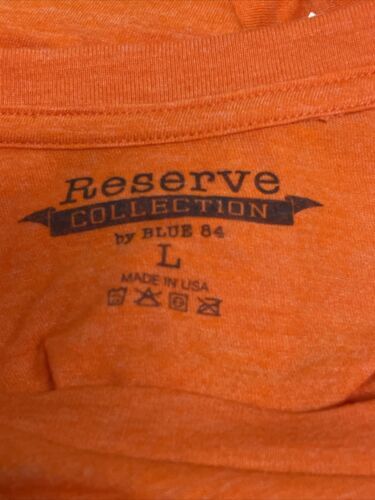 Reserve
COLLECTION
by BLUE 84
L
MADE IN USA